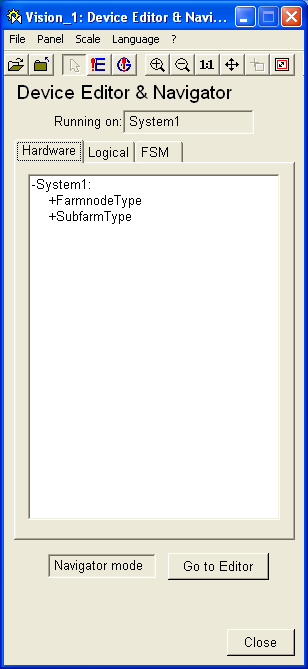 Vision_1: Device Editor & Navi...
File Panel Scale Language ?
1:1
Device Editor & Navigator
Running on: System1
Hardware Logical FSM
-System1:
+FarmnodeType
+SubfarmType
Navigator mode Go to Editor
Close